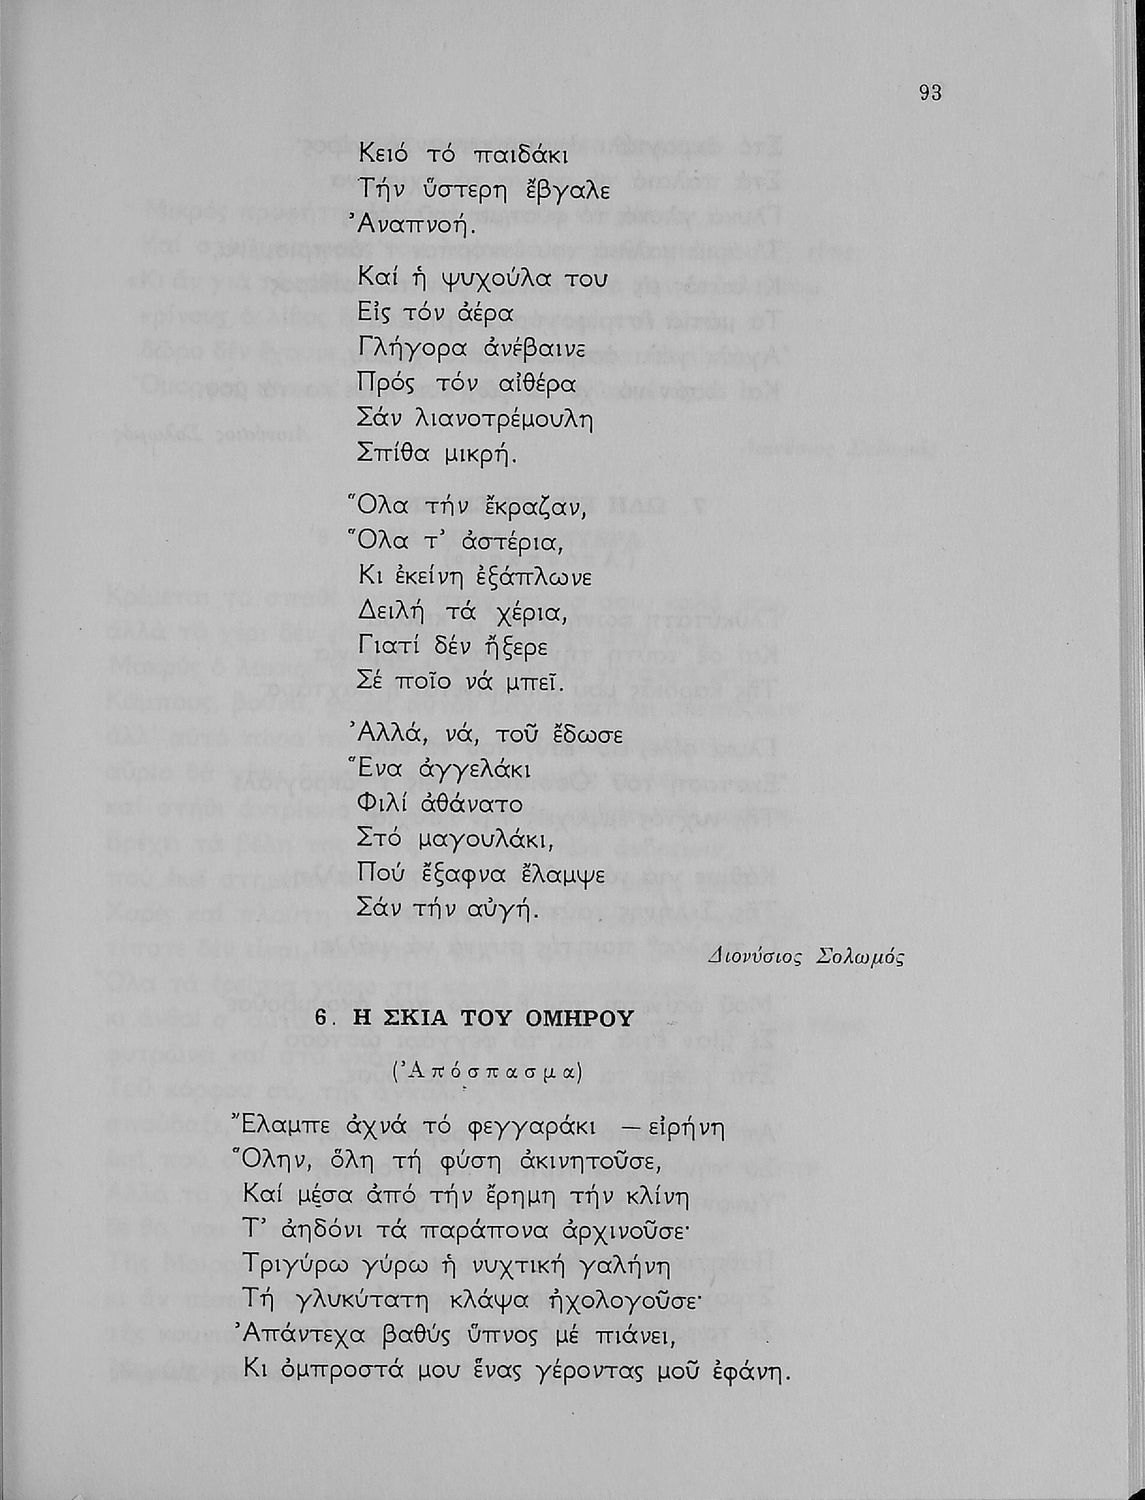 93
Κειό τό παιδάκι
Τήν ὕστερη ἔβγαλε
Ἀναπνοή.
Καί ἡ ψυχούλα του
Εἰς τόν ἀέρα
Γλήγορα ἀνέβαινε
Πρός τόν αἰθέρα
Σάν λιανοτρέμουλη
Σπίθα μικρή.
Ὅλα τήν ἔκραζαν,
Ὅλα τ᾿ ἀστέρια,
Κι ἐκείνη ἐξάπλωνε
Δειλή τά χέρια,
Γιατί δέν ἤξερε
Σέ ποῖο νά μπεῖ.
Ἀλλά, νά, τοῦ ἔδωσε
Ἕνα ἀγγελάκι
Φιλί ἀθάνατο
Στό μαγουλάκι,
Πού ἔξαφνα ἔλαμψε
Σάν τήν αὐγή.
Διονύσιος Σολωμός
6. Η ΣΚΙΑ ΤΟΥ ΟΜΗΡΟΥ
(Ἀπόσπασμα)
Ἔλαμπε ἀχνά τό φεγγαράκι — εἰρήνη
Ὅλην, ὅλη τή φύση ἀκινητοῦσε,
Καί μέσα ἀπό τήν ἔρημη τήν κλίνη
Τ᾿ ἀηδόνι τά παράπονα ἀρχινοῦσε·
Τριγύρω γύρω ἡ νυχτική γαλήνη
Τή γλυκύτατη κλάψα ἠχολογοῦσε·
Ἀπάντεχα βαθύς ὕπνος μέ πιάνει,
Κι ὀμπροστά μου ἕνας γέροντας μοῦ ἐφάνη.